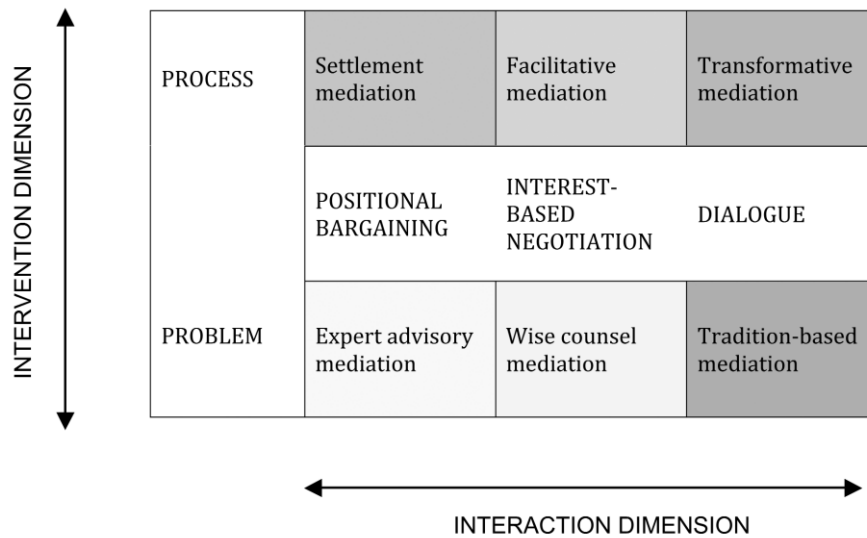 INTERVENTION DIMENSION
PROCESS
Settlement
mediation
Facilitative
mediation
Transformative
mediation
POSITIONAL
BARGAINING
INTEREST-
BASED
NEGOTIATION
DIALOGUE
PROBLEM
Expert advisory
mediation
Wise counsel
mediation
Tradition-based
mediation
INTERACTION DIMENSION